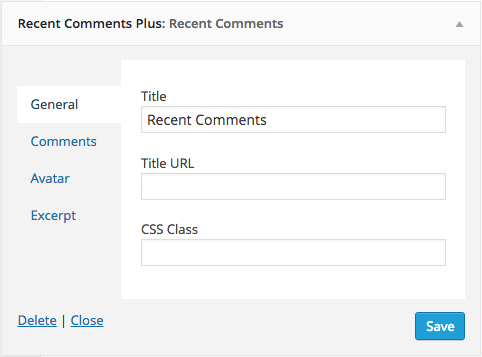 Recent Comments Plus: Recent Comments
General
Comments
Avatar
Excerpt
Title
Recent Comments
Title URL
CSS Class
Delete | Close
Save